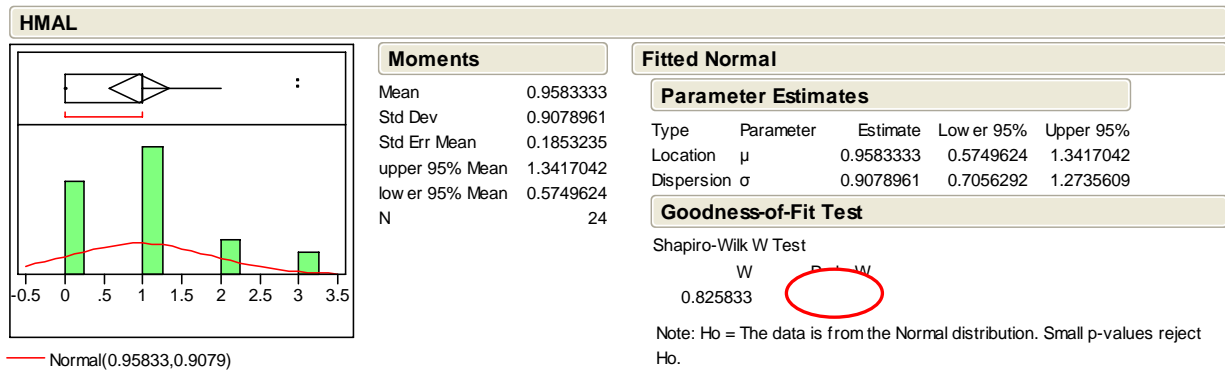 HMAL
-0.5 0 .5 1 1.5 2 2.5 3 3.5
Normal(0.95833,0.9079)
Moments
Mean 0.9583333
Std Dev 0.9078961
Std Err Mean 0.1853235
upper 95% Mean 1.3417042
lower 95% Mean 0.5749624
N 24
Fitted Normal
Parameter Estimates
Type Parameter Estimate Lower 95% Upper 95%
Location μ 0.9583333 0.5749624 1.3417042
Dispersion σ 0.9078961 0.7056292 1.2735609
Goodness-of-Fit Test
Shapiro-Wilk W Test
W W
0.825833
Note: Ho = The data is from the Normal distribution. Small p-values reject
Ho.